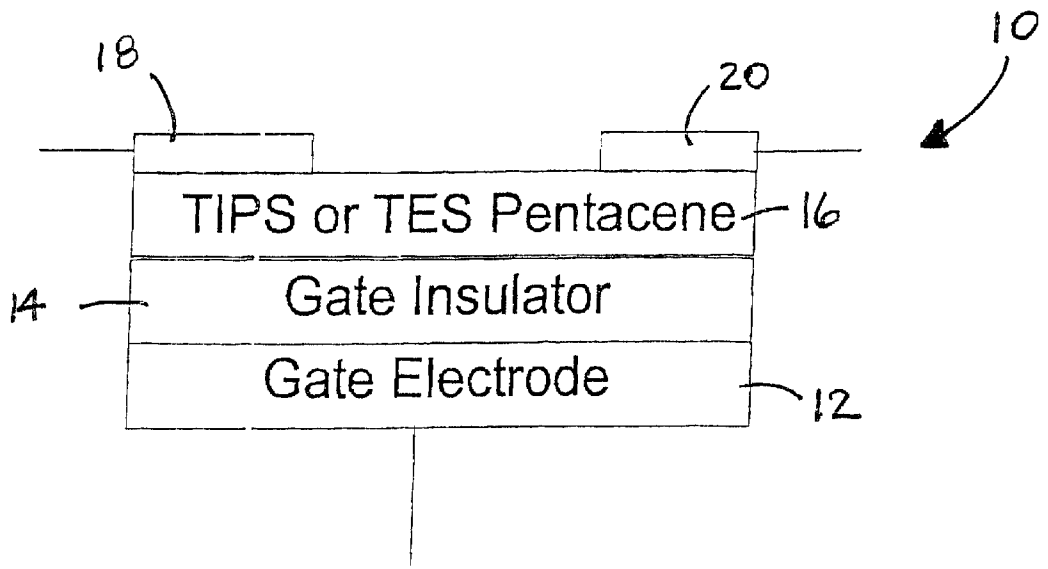 10
18
20
TIPS or TES Pentacene 16
14 Gate Insulator
Gate Electrode 12